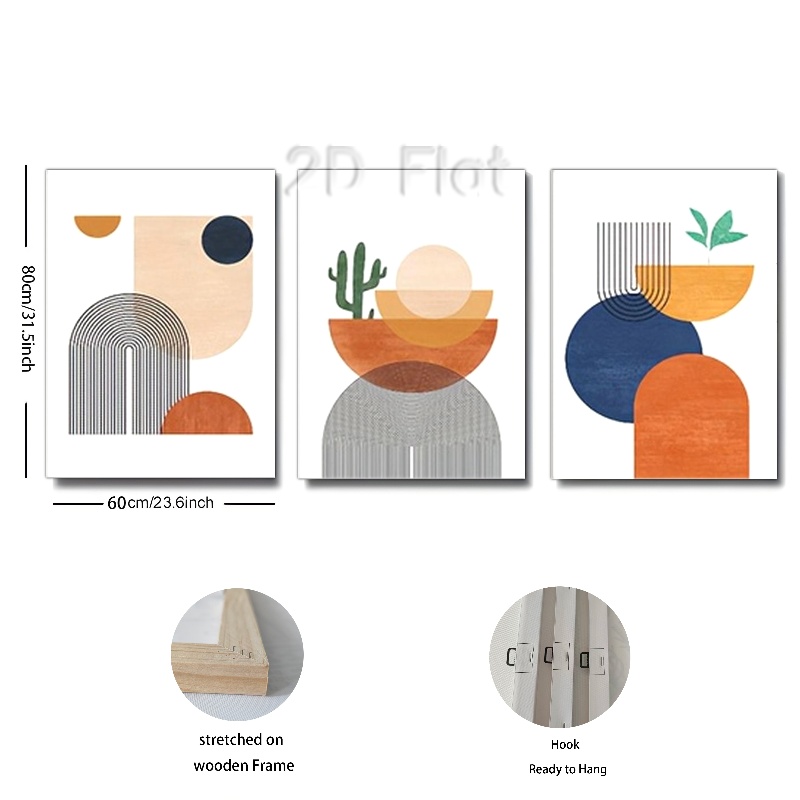 2D Flat
80cm/31.5inch
60cm/23.6inch
stretched on
wooden Frame
Hook
Ready to Hang